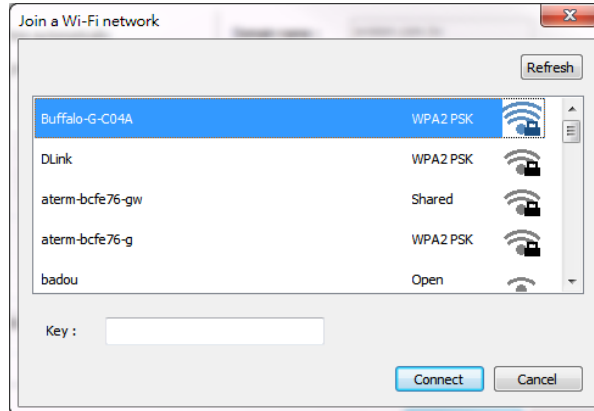 Join a Wi-Fi network
Refresh
Buffalo-G-C04A WPA2 PSK
DLink WPA2 PSK
aterm-bcfe76-gw Shared
aterm-bcfe76-g WPA2 PSK
badou Open
Key :
Connect Cancel